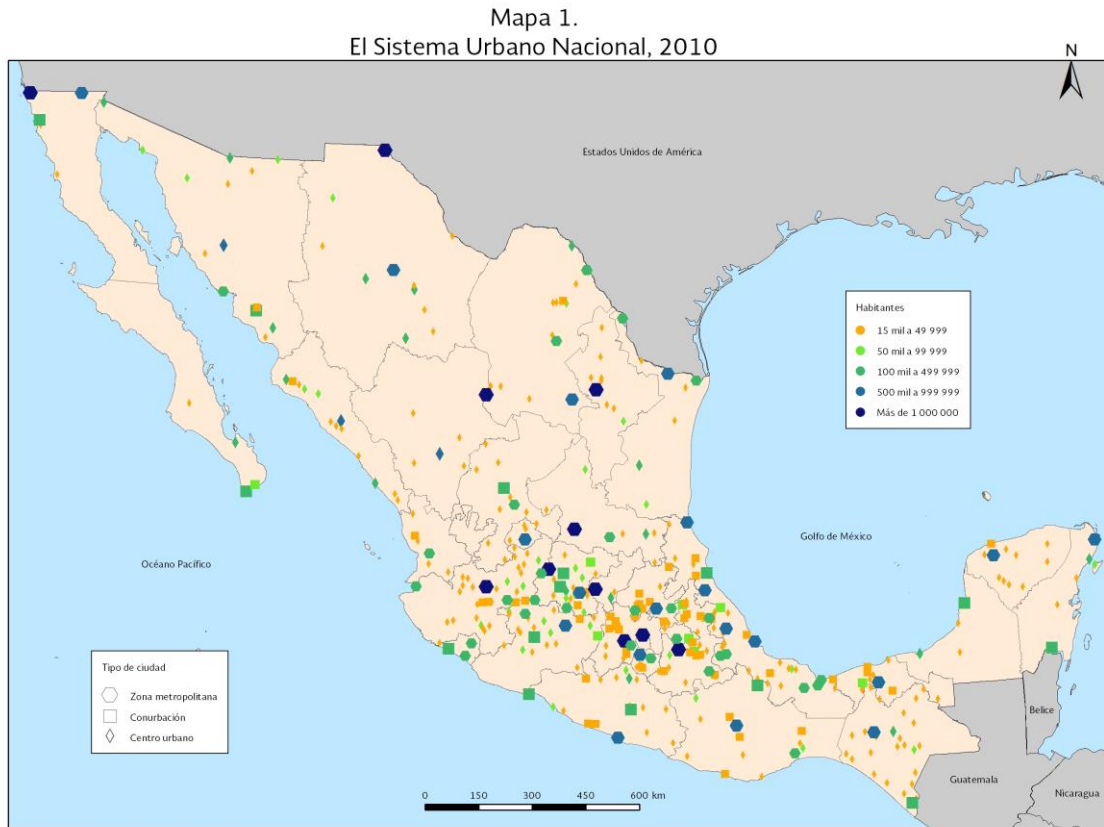 Mapa 1.
El Sistema Urbano Nacional, 2010
N
Estados Unidos de América
Habitantes
15 mil a 49 999
50 mil a 99 999
100 mil a 499 999
500 mil a 999 999
Más de 1 000 000
Golfo de México
Océano Pacífico
Tipo de ciudad
Zona metropolitana
Conurbación
Centro urbano
Belice
Guatemala
Nicaragua
0 150 300 450 600 km